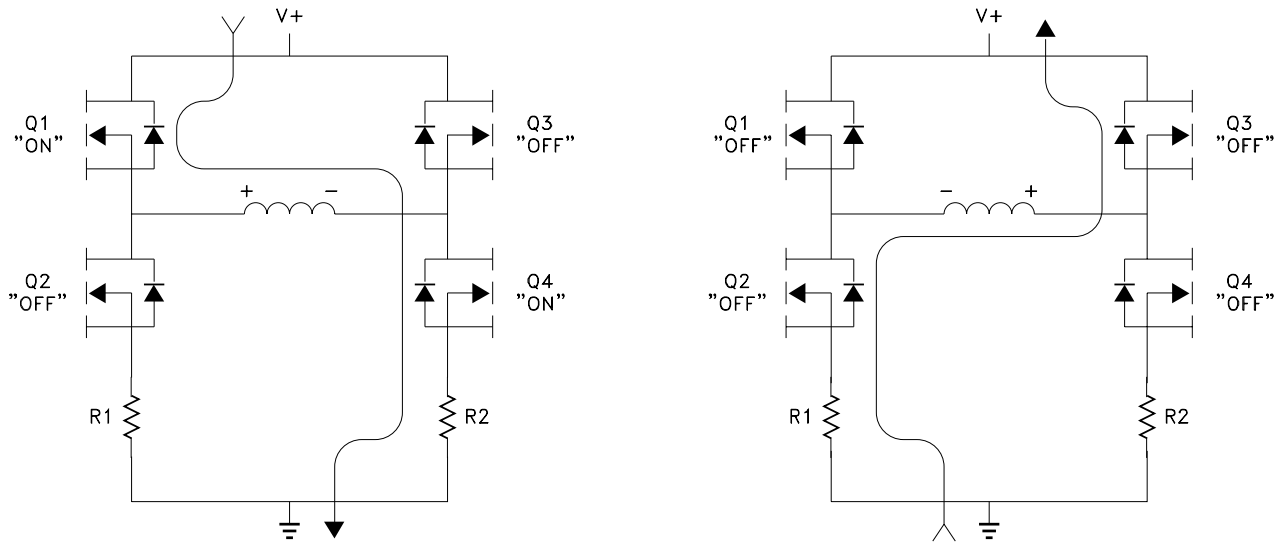 V+
Q1
"ON"
Q3
"OFF"
+ −
Q2
"OFF"
Q4
"ON"
R1
R2
V+
Q1
"OFF"
Q3
"OFF"
− +
Q2
"OFF"
Q4
"OFF"
R1
R2